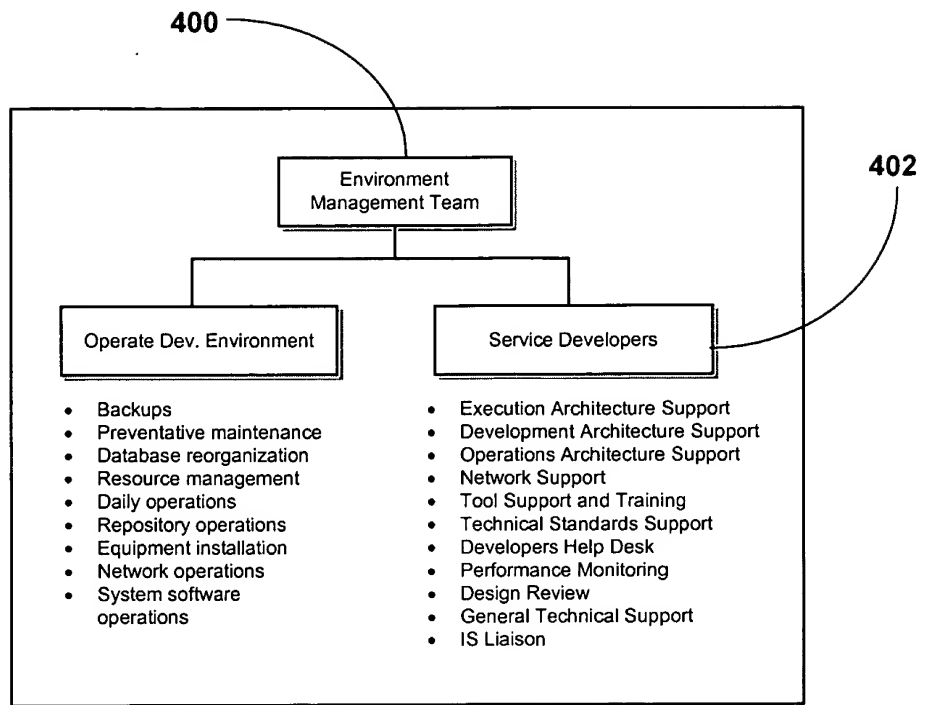 400
402
Environment
Management Team
Operate Dev. Environment
Service Developers
• Backups
• Preventative maintenance
• Database reorganization
• Resource management
• Daily operations
• Repository operations
• Equipment installation
• Network operations
• System software
operations
• Execution Architecture Support
• Development Architecture Support
• Operations Architecture Support
• Network Support
• Tool Support and Training
• Technical Standards Support
• Developers Help Desk
• Performance Monitoring
• Design Review
• General Technical Support
• IS Liaison